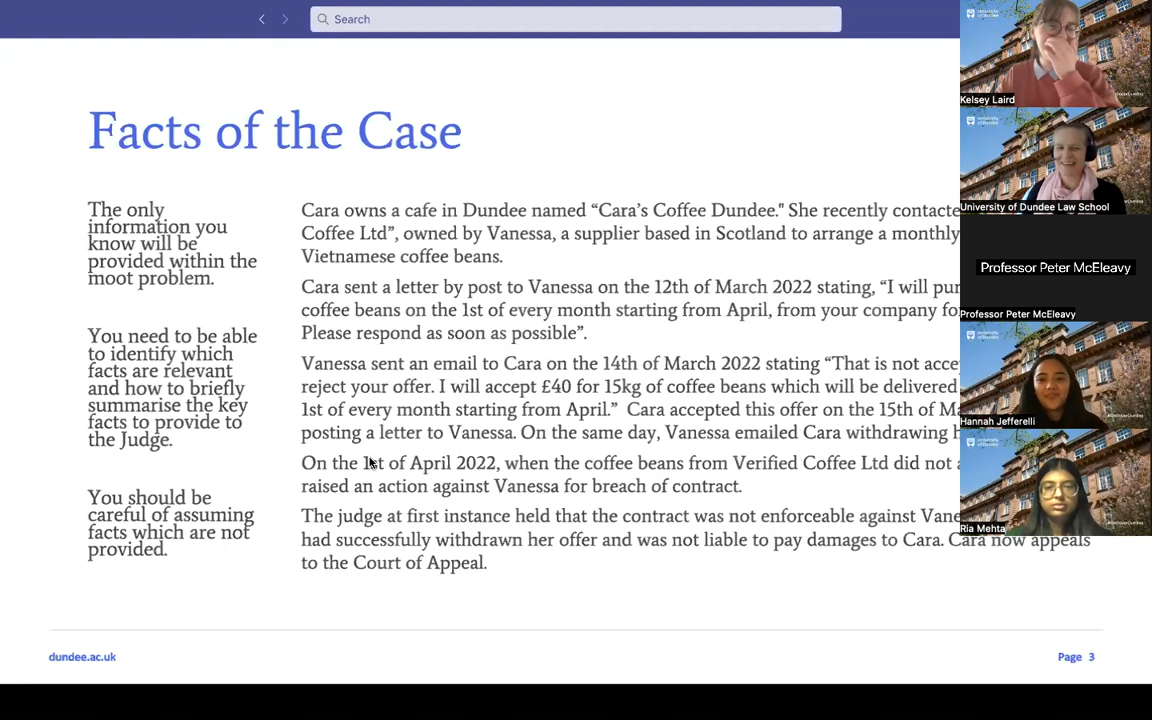 Search
Facts of the Case
The only
information you
know will be
provided within the
moot problem.
You need to be able
to identify which
facts are relevant
and how to briefly
summarise the key
facts to provide to
the Judge.
You should be
careful of assuming
facts which are not
provided.
Cara owns a cafe in Dundee named “Cara’s Coffee Dundee." She recently
Coffee Ltd”, owned by Vanessa, a supplier based in Scotland to arrange a monthly
Vietnamese coffee beans.
Cara sent a letter by post to Vanessa on the 12th of March 2022 stating, “I will
coffee beans on the 1st of every month starting from April, from your company
Please respond as soon as possible”.
Vanessa sent an email to Cara on the 14th of March 2022 stating “That is not
reject your offer. I will accept £40 for 15kg of coffee beans which will be delivered
1st of every month starting from April.” Cara accepted this offer on the 15th of
posting a letter to Vanessa. On the same day, Vanessa emailed Cara withdrawing
On the 1st of April 2022, when the coffee beans from Verified Coffee Ltd did not
raised an action against Vanessa for breach of contract.
The judge at first instance held that the contract was not enforceable against
had successfully withdrawn her offer and was not liable to pay damages to Cara. Cara now appeals
to the Court of Appeal.
dundee.ac.uk
Page 3
Kelsey Laird
University of Dundee Law School
Professor Peter McEleavy
Professor Peter McEleavy
Hannah Jefferelli
Ria Mehta